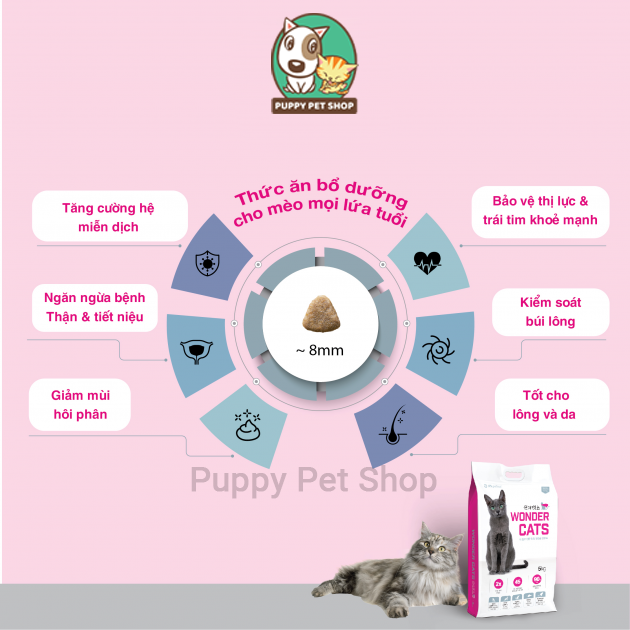 PUPPY PET SHOP
Thức ăn bổ dưỡng
cho mèo mọi lứa tuổi
Tăng cường hệ
miễn dịch
Bảo vệ thị lực &
trái tim khoẻ mạnh
Ngăn ngừa bệnh
Thận & tiết niệu
Kiểm soát
búi lông
~ 8mm
Giảm mùi
hôi phân
Tốt cho
lông và da
Puppy Pet Shop
WONDER
CATS
5kg